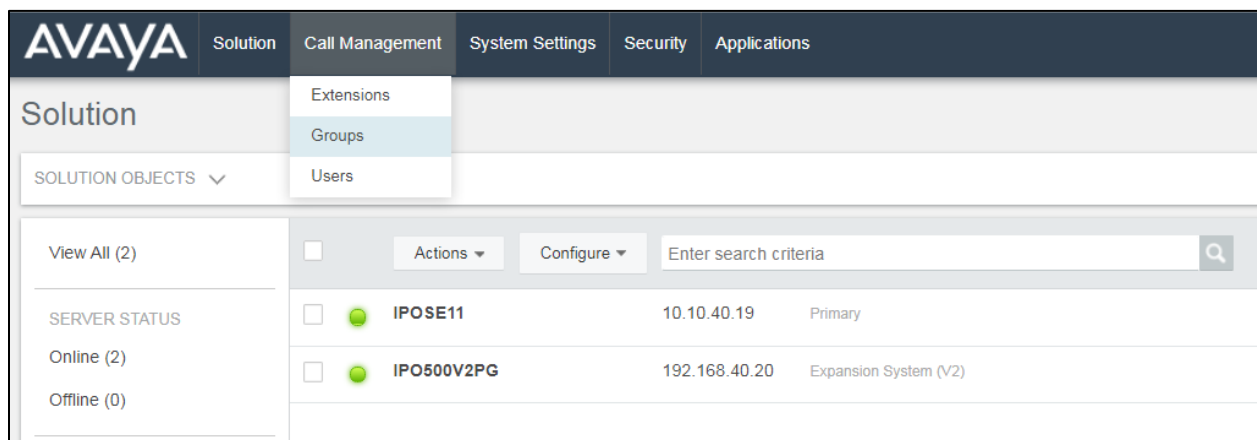 AVAYA Solution Call Management System Settings Security Applications
Extensions
Solution
Groups
SOLUTION OBJECTS Users
View All (2) Actions Configure Enter search criteria
SERVER STATUS IPOSE11 10.10.40.19 Primary
Online (2)
IPO500V2PG 192.168.40.20 Expansion System (V2)
Offline (0)